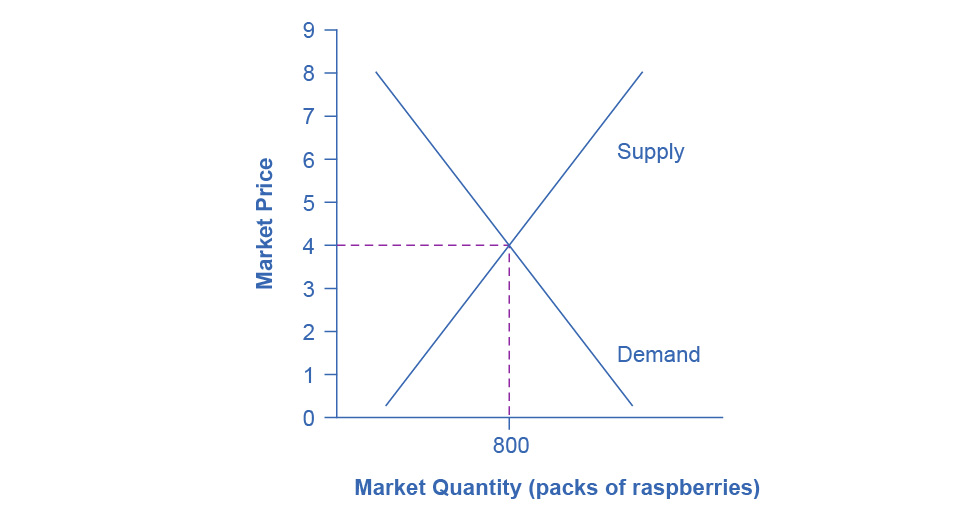 9
8
7
6
5
4
3
2
1
0
Market Price
Supply
Demand
800
Market Quantity (packs of raspberries)